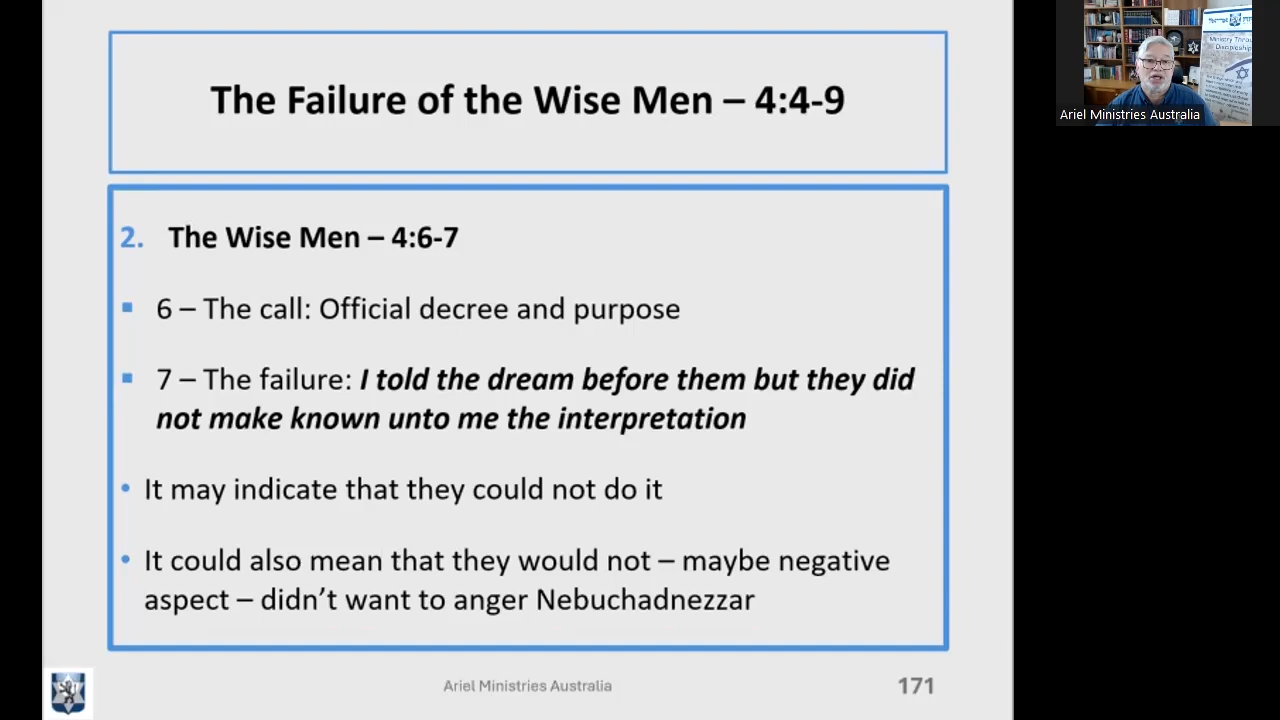 The Failure of the Wise Men – 4:4-9
2. The Wise Men – 4:6-7
6 – The call: Official decree and purpose
7 – The failure: I told the dream before them but they did
not make known unto me the interpretation
It may indicate that they could not do it
It could also mean that they would not – maybe negative
aspect – didn't want to anger Nebuchadnezzar
Ariel Ministries Australia
171
Ministry Throu
Discipleship
Ariel Ministries Australia